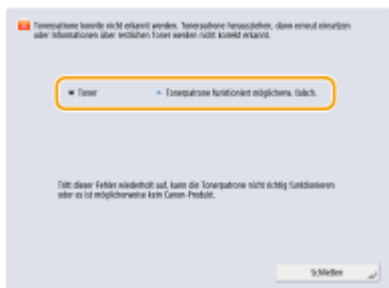 Tonerpatrone konnte nicht erkannt werden. Tonerpatrone herausziehen, dann erneut einsetzen
oder Informationen über restlichen Toner werden nicht korrekt erkannt.
Toner
Tonerpatrone funktioniert möglicherw. falsch.
Tritt dieser Fehler wiederholt auf, kann die Tonerpatrone nicht richtig funktionieren
oder es ist möglicherweise kein Canon-Produkt.
Schließen